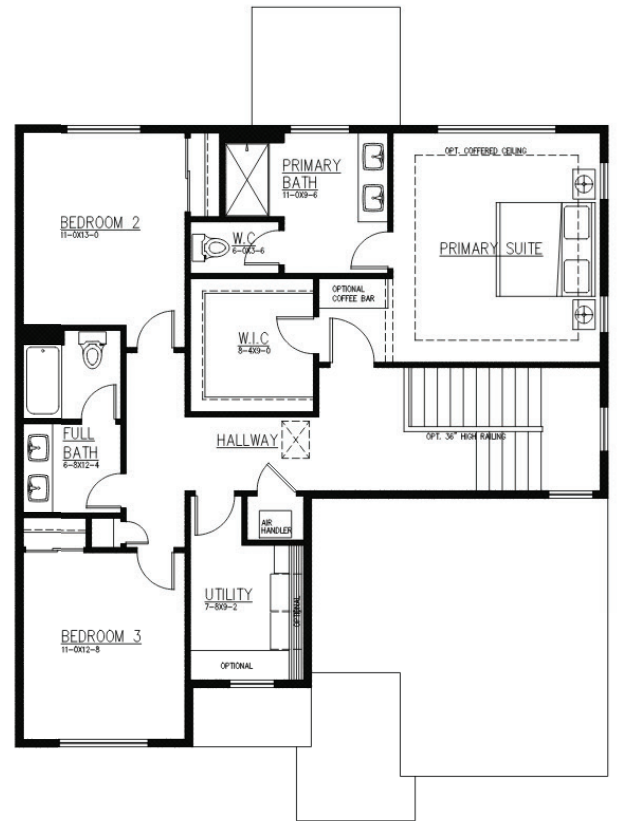 OPT. COFFERED CEILING
PRIMARY
BATH
11-0X9-6
BEDROOM 2
11-0X13-0
W.C
6-0X3-6
PRIMARY SUITE
OPTIONAL
COFFEE BAR
W.I.C
8-4X9-0
FULL
BATH
6-8X12-4
HALLWAY
OPT. 36" HIGH RAILING
AIR
HANDLER
UTILITY
7-8X9-2
OPTIONAL
BEDROOM 3
11-0X12-8
OPTIONAL